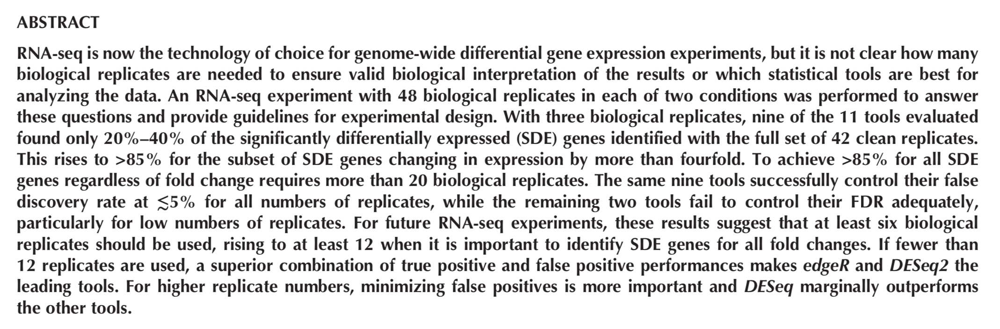 ABSTRACT
RNA-seq is now the technology of choice for genome-wide differential gene expression experiments, but it is not clear how many
biological replicates are needed to ensure valid biological interpretation of the results or which statistical tools are best for
analyzing the data. An RNA-seq experiment with 48 biological replicates in each of two conditions was performed to answer
these questions and provide guidelines for experimental design. With three biological replicates, nine of the 11 tools evaluated
found only 20%–40% of the significantly differentially expressed (SDE) genes identified with the full set of 42 clean replicates.
This rises to >85% for the subset of SDE genes changing in expression by more than fourfold. To achieve >85% for all SDE
genes regardless of fold change requires more than 20 biological replicates. The same nine tools successfully control their false
discovery rate at ≲5% for all numbers of replicates, while the remaining two tools fail to control their FDR adequately,
particularly for low numbers of replicates. For future RNA-seq experiments, these results suggest that at least six biological
replicates should be used, rising to at least 12 when it is important to identify SDE genes for all fold changes. If fewer than
12 replicates are used, a superior combination of true positive and false positive performances makes edgeR and DESeq2 the
leading tools. For higher replicate numbers, minimizing false positives is more important and DESeq marginally outperforms
the other tools.